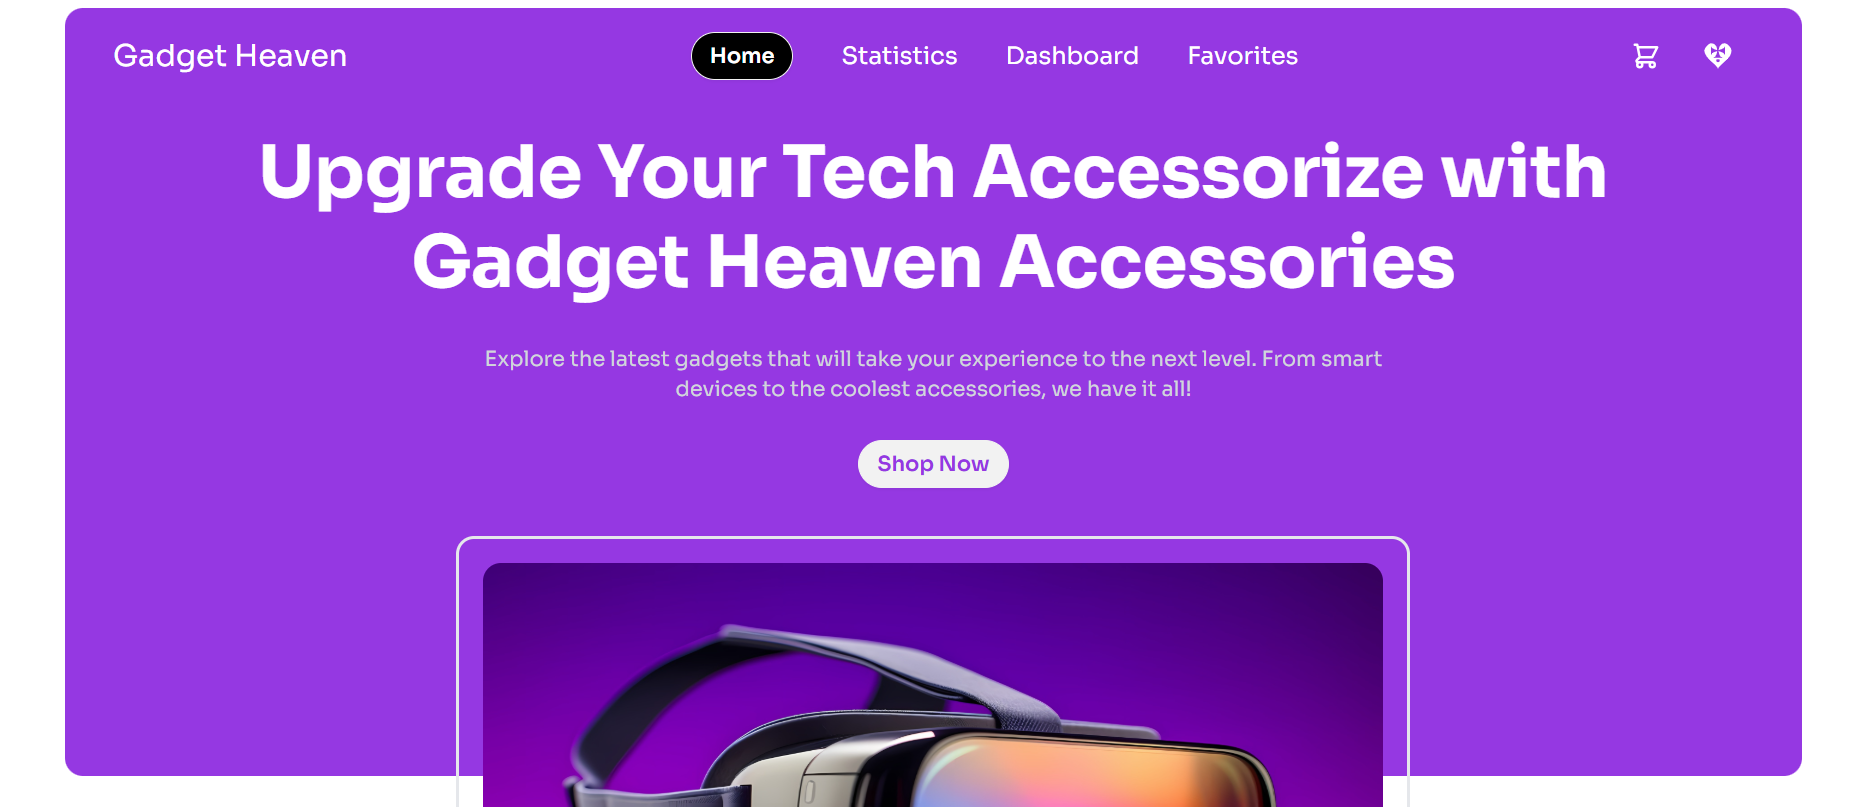 Gadget Heaven
Home
Statistics
Dashboard
Favorites
Upgrade Your Tech Accessorize with
Gadget Heaven Accessories
Explore the latest gadgets that will take your experience to the next level. From smart
devices to the coolest accessories, we have it all!
Shop Now